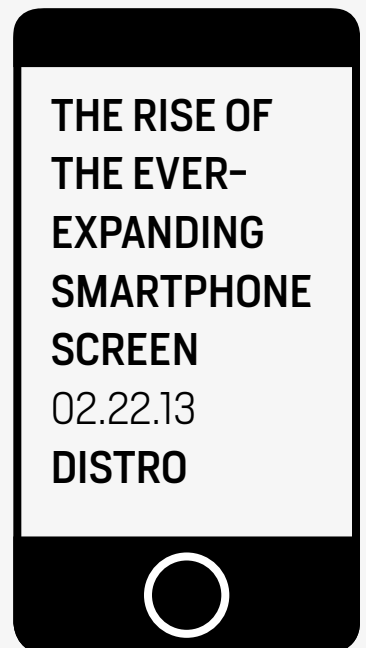 THE RISE OF
THE EVER-
EXPANDING
SMARTPHONE
SCREEN
02.22.13
DISTRO